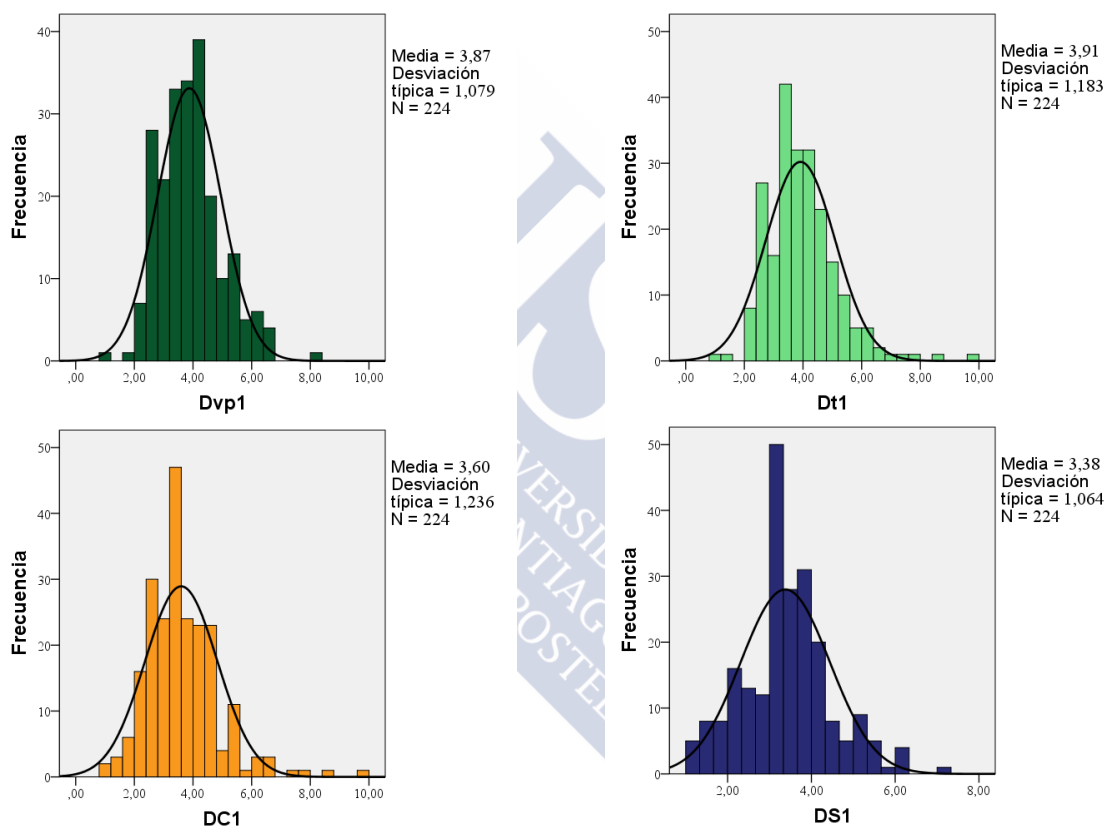 40
30
20
10
0
Frecuencia
,00 2,00 4,00 6,00 8,00 10,00
Dvp1
Media = 3,87
Desviación
típica = 1,079
N = 224
50
40
30
20
10
0
Frecuencia
,00 2,00 4,00 6,00 8,00 10,00
Dt1
Media = 3,91
Desviación
típica = 1,183
N = 224
50
40
30
20
10
0
Frecuencia
,00 2,00 4,00 6,00 8,00 10,00
DC1
Media = 3,60
Desviación
típica = 1,236
N = 224
50
40
30
20
10
0
Frecuencia
2,00 4,00 6,00 8,00
DS1
Media = 3,38
Desviación
típica = 1,064
N = 224